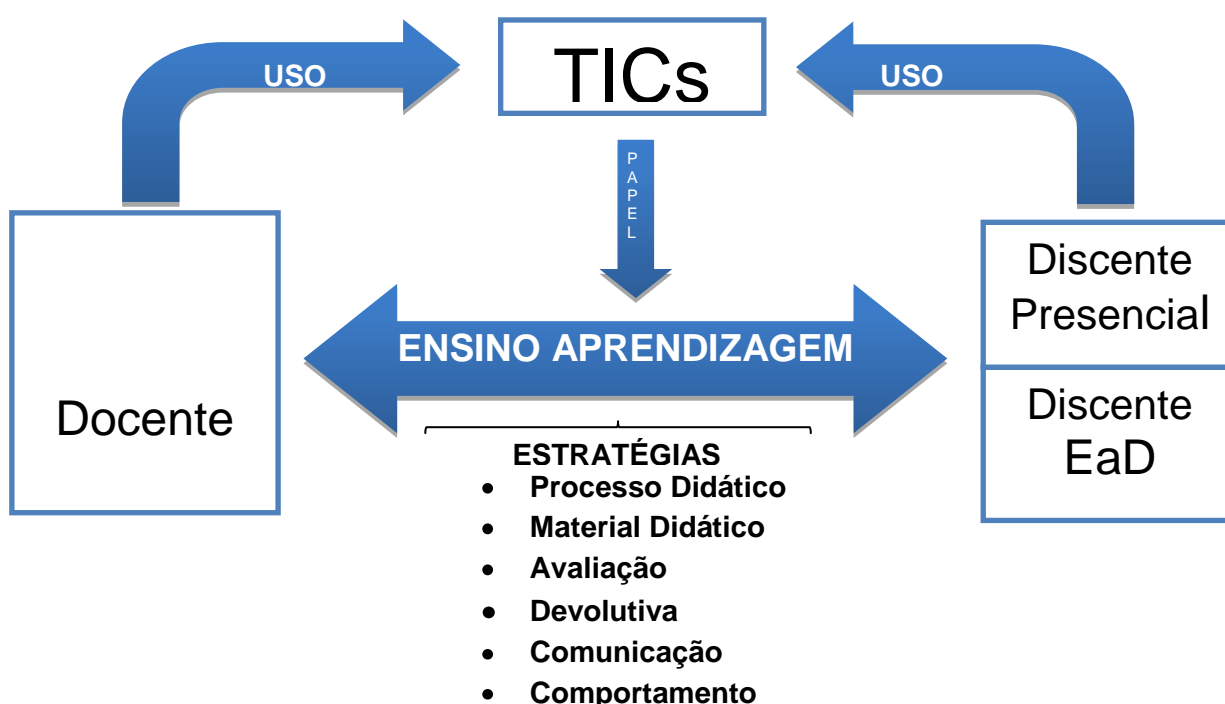 USO
TICs
USO
PAPEL
Docente
ENSINO APRENDIZAGEM
Discente
Presencial
Discente
EaD
ESTRATÉGIAS
• Processo Didático
• Material Didático
• Avaliação
• Devolutiva
• Comunicação
• Comportamento